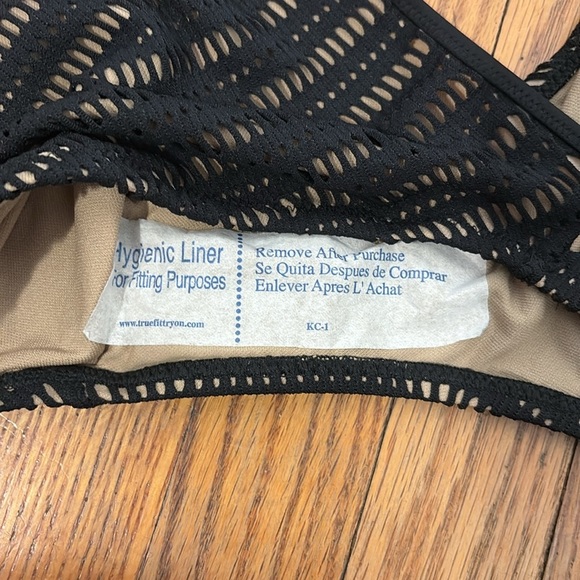 Hygienic Liner
For Fitting Purposes
www.truefittryon.com
Remove After Purchase
Se Quita Despues de Comprar
Enlever Apres L'Achat
KC-1